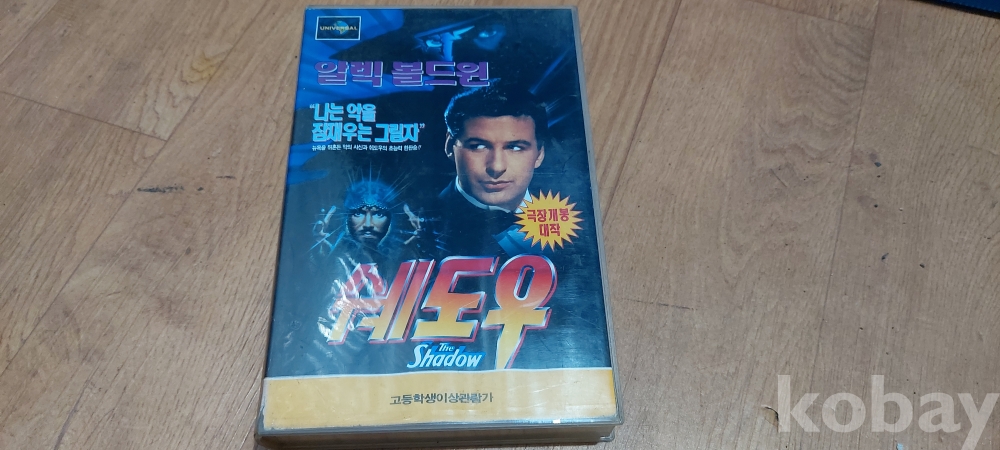 UNIVERSAL
알렉 볼드윈
"나는 악을
잠재우는 그림자"
극장개봉
대작
섀도우
The
Shadow
고등학생이상관람가
kobay